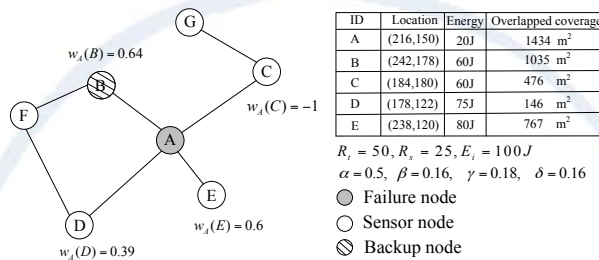 G
w_A(B) = 0.64
B
C
w_A(C) = −1
F
A
E
D
w_A(E) = 0.6
w_A(D) = 0.39
ID Location Energy Overlapped coverage
A (216,150) 20J 1434 m²
B (242,178) 60J 1035 m²
C (184,180) 60J 476 m²
D (178,122) 75J 146 m²
E (238,120) 80J 767 m²
R_t = 50, R_s = 25, E_i = 100J
α = 0.5, β = 0.16, γ = 0.18, δ = 0.16
Failure node
Sensor node
Backup node